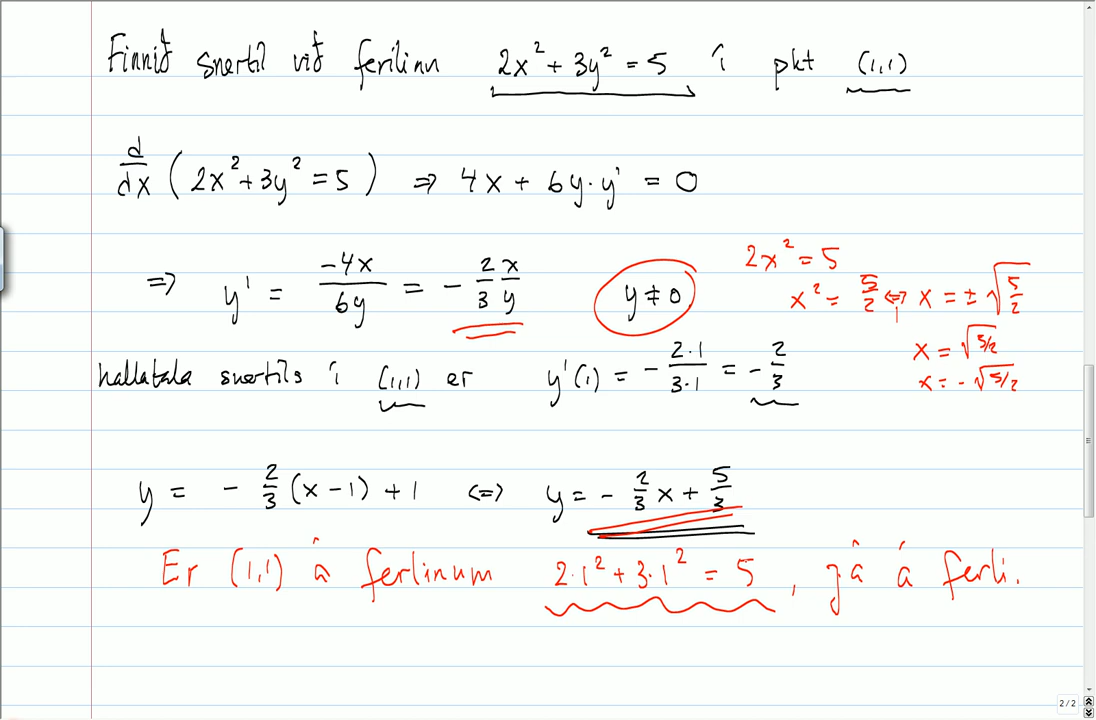 Finnið snertil við ferilinn 2x² + 3y² = 5 í pkt (1,1)
d/dx (2x² + 3y² = 5) ⇒ 4x + 6y · y' = 0
2x² = 5
⇒ y' = -4x/6y = - 2/3 x/y y ≠ 0 x² = 5/2 ⇔ x = ± √5/2
x = √5/2
hallatala snertils í (1,1) er y'(1) = - 2·1/3·1 = - 2/3 x = - √5/2
y = - 2/3 (x - 1) + 1 ⇔ y = - 2/3 x + 5/3
Er (1,1) á ferlinum 2·1² + 3·1² = 5 , já á ferli.
2/2